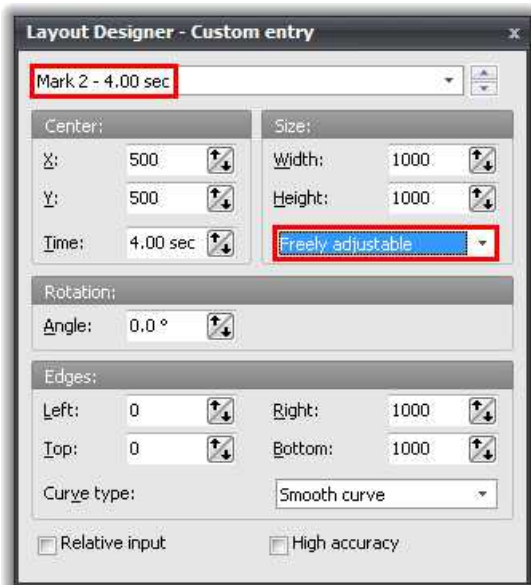 Layout Designer - Custom entry x
Mark 2 - 4.00 sec
Center: Size:
X: 500 Width: 1000
Y: 500 Height: 1000
Time: 4.00 sec Freely adjustable
Rotation:
Angle: 0.0 °
Edges:
Left: 0 Right: 1000
Top: 0 Bottom: 1000
Curve type: Smooth curve
Relative input High accuracy